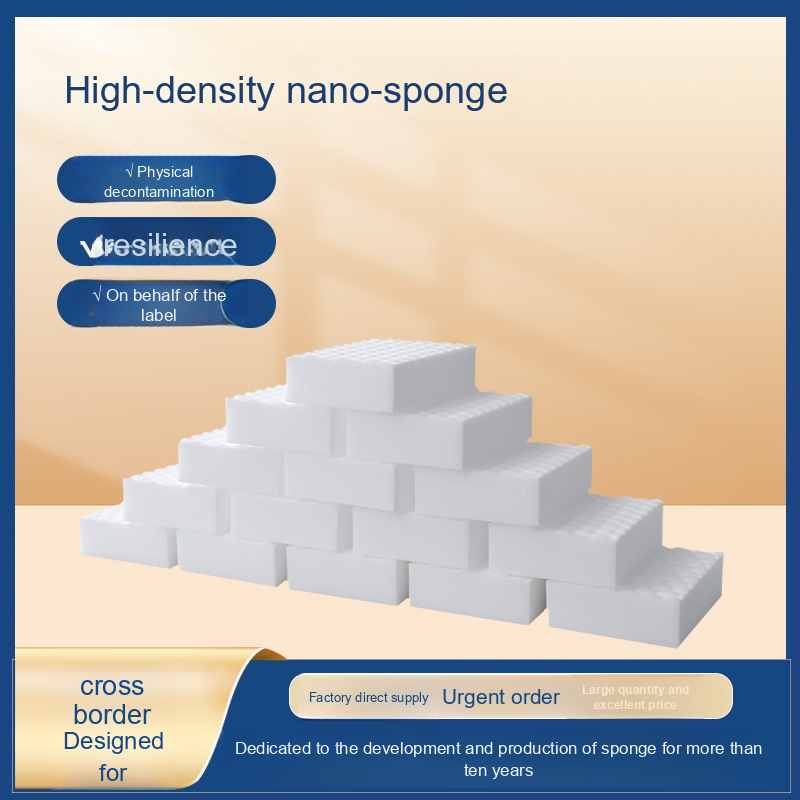 High-density nano-sponge
√ Physical
decontamination
resilience
√ On behalf of the
label
cross
border
Designed
for
Factory direct supply
Urgent order
Large quantity and
excellent price
Dedicated to the development and production of sponge for more than
ten years